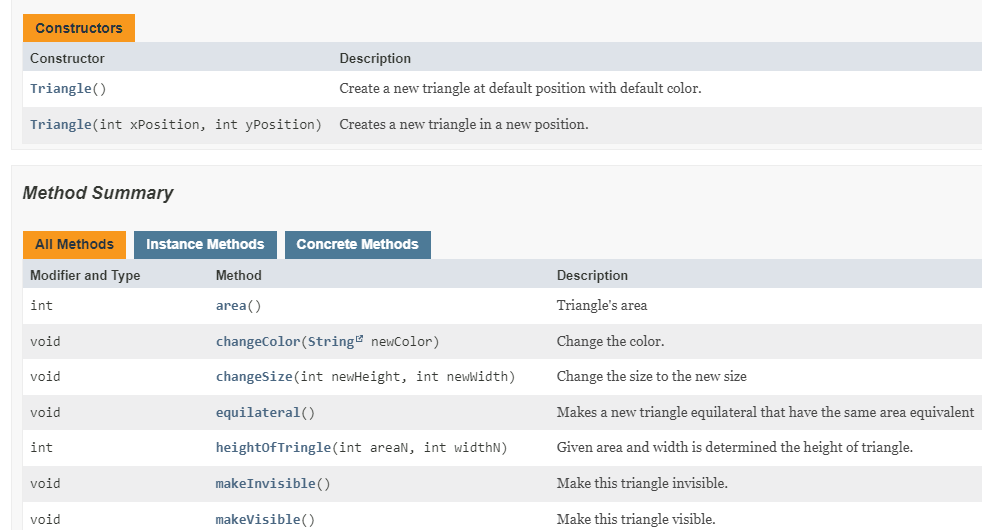 Constructors
Constructor Description
Triangle() Create a new triangle at default position with default color.
Triangle(int xPosition, int yPosition) Creates a new triangle in a new position.
Method Summary
All Methods Instance Methods Concrete Methods
Modifier and Type Method Description
int area() Triangle's area
void changeColor(String newColor) Change the color.
void changeSize(int newHeight, int newWidth) Change the size to the new size
void equilateral() Makes a new triangle equilateral that have the same area equivalent
int heightOfTringle(int areaN, int widthN) Given area and width is determined the height of triangle.
void makeInvisible() Make this triangle invisible.
void makeVisible() Make this triangle visible.